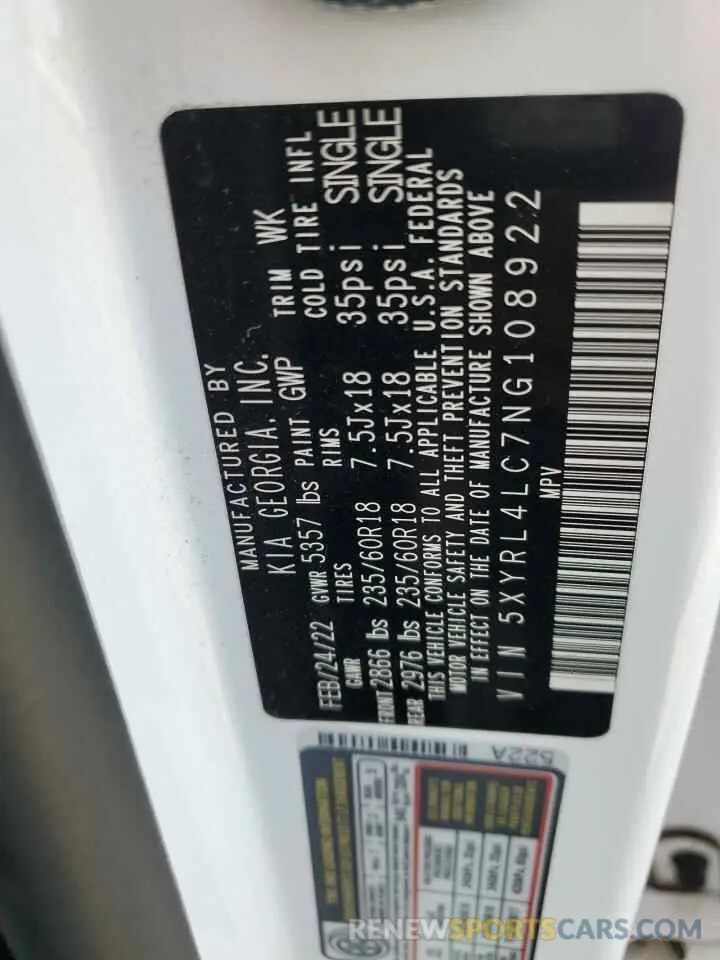 MANUFACTURED BY
KIA GEORGIA, INC.
FEB/24/22 GVWR 5357 lbs PAINT GWP TRIM WK
GAWR TIRES RIMS COLD TIRE INFL
FRONT 2866 lbs 235/60R18 7.5Jx18 35psi SINGLE
REAR 2976 lbs 235/60R18 7.5Jx18 35psi SINGLE
THIS VEHICLE CONFORMS TO ALL APPLICABLE U.S.A. FEDERAL
MOTOR VEHICLE SAFETY AND THEFT PREVENTION STANDARDS
IN EFFECT ON THE DATE OF MANUFACTURE SHOWN ABOVE
VIN 5XYRL4LC7NG108922
MPV
522A
RENEWSPORTSCARS.COM